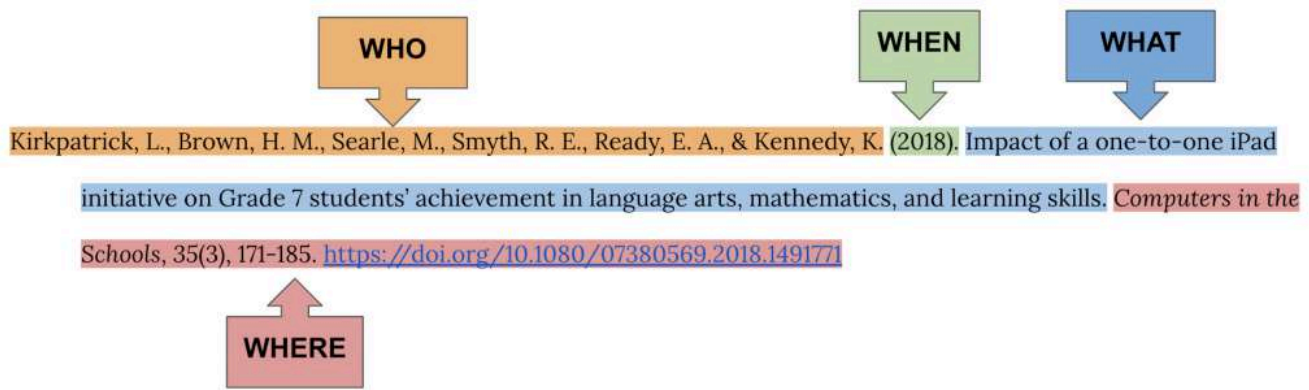 WHO
WHEN
WHAT
Kirkpatrick, L., Brown, H. M., Searle, M., Smyth, R. E., Ready, E. A., & Kennedy, K. (2018). Impact of a one-to-one iPad
initiative on Grade 7 students’ achievement in language arts, mathematics, and learning skills. Computers in the
Schools, 35(3), 171-185. https://doi.org/10.1080/07380569.2018.1491771
WHERE